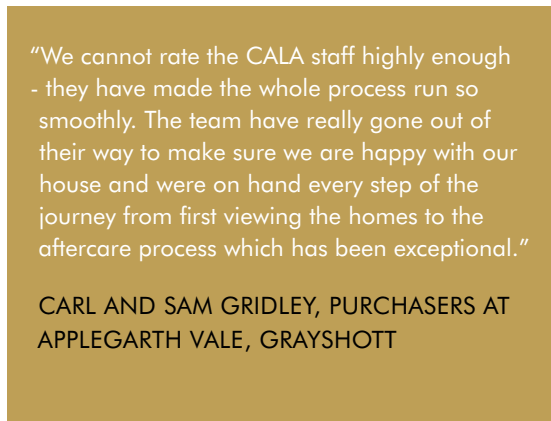 “We cannot rate the CALA staff highly enough
- they have made the whole process run so
smoothly. The team have really gone out of
their way to make sure we are happy with our
house and were on hand every step of the
journey from first viewing the homes to the
aftercare process which has been exceptional.”
CARL AND SAM GRIDLEY, PURCHASERS AT
APPLEGARTH VALE, GRAYSHOTT